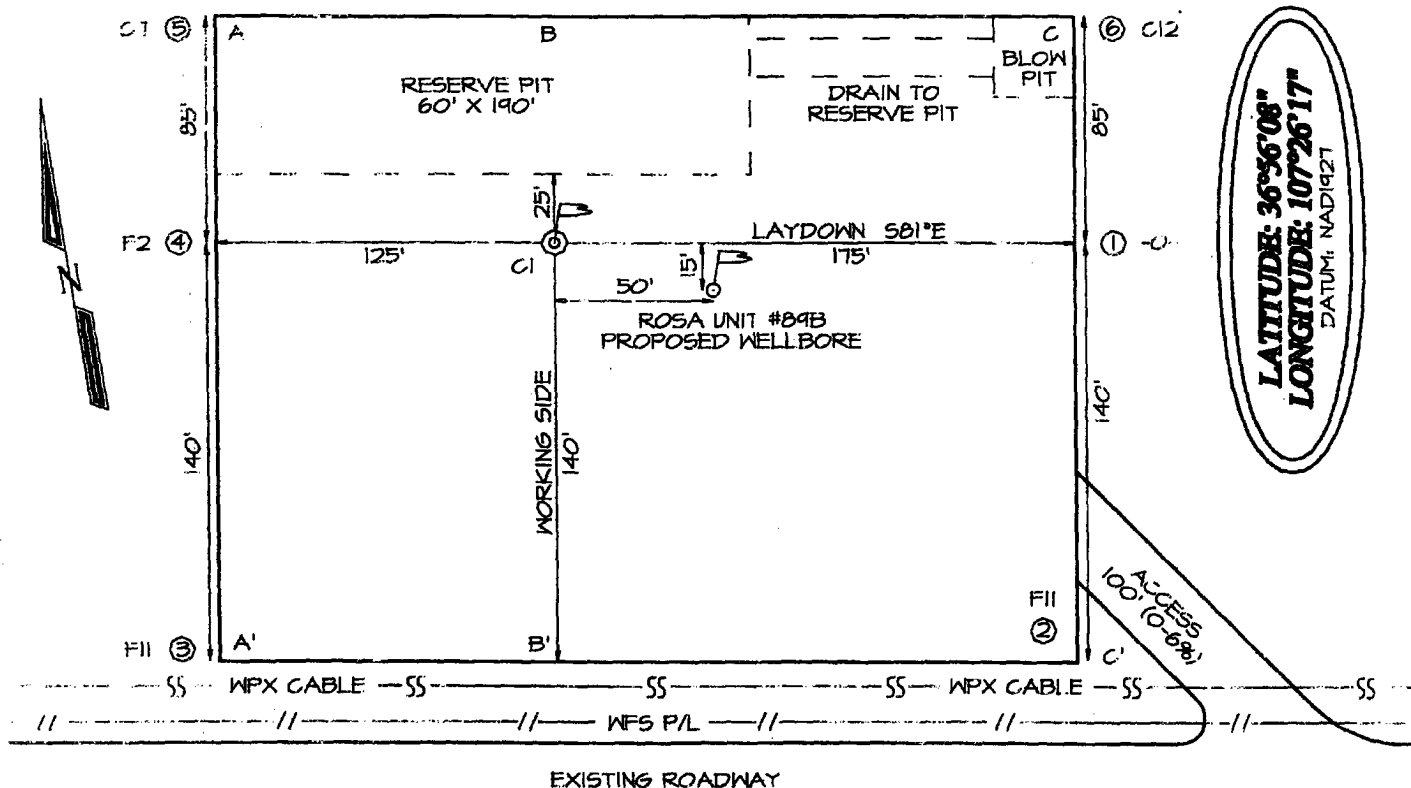 C7 ⑤ A B C ⑥ C12
BLOW
PIT
RESERVE PIT
60' X 190'
DRAIN TO
RESERVE PIT
85'
85'
LATITUDE: 36°56'08"
LONGITUDE: 107°26'17"
DATUM: NAD1927
N
25'
F2 ④
LAYDOWN S81°E
① -0-
125'
C1
15'
175'
50'
ROSA UNIT #89B
PROPOSED WELLBORE
140'
WORKING SIDE
140'
140'
ACCESS
100' (0-6%)
F11
②
F11 ③ A' B' C'
SS WPX CABLE SS SS SS WPX CABLE SS SS
// // // WFS P/L // // //
EXISTING ROADWAY